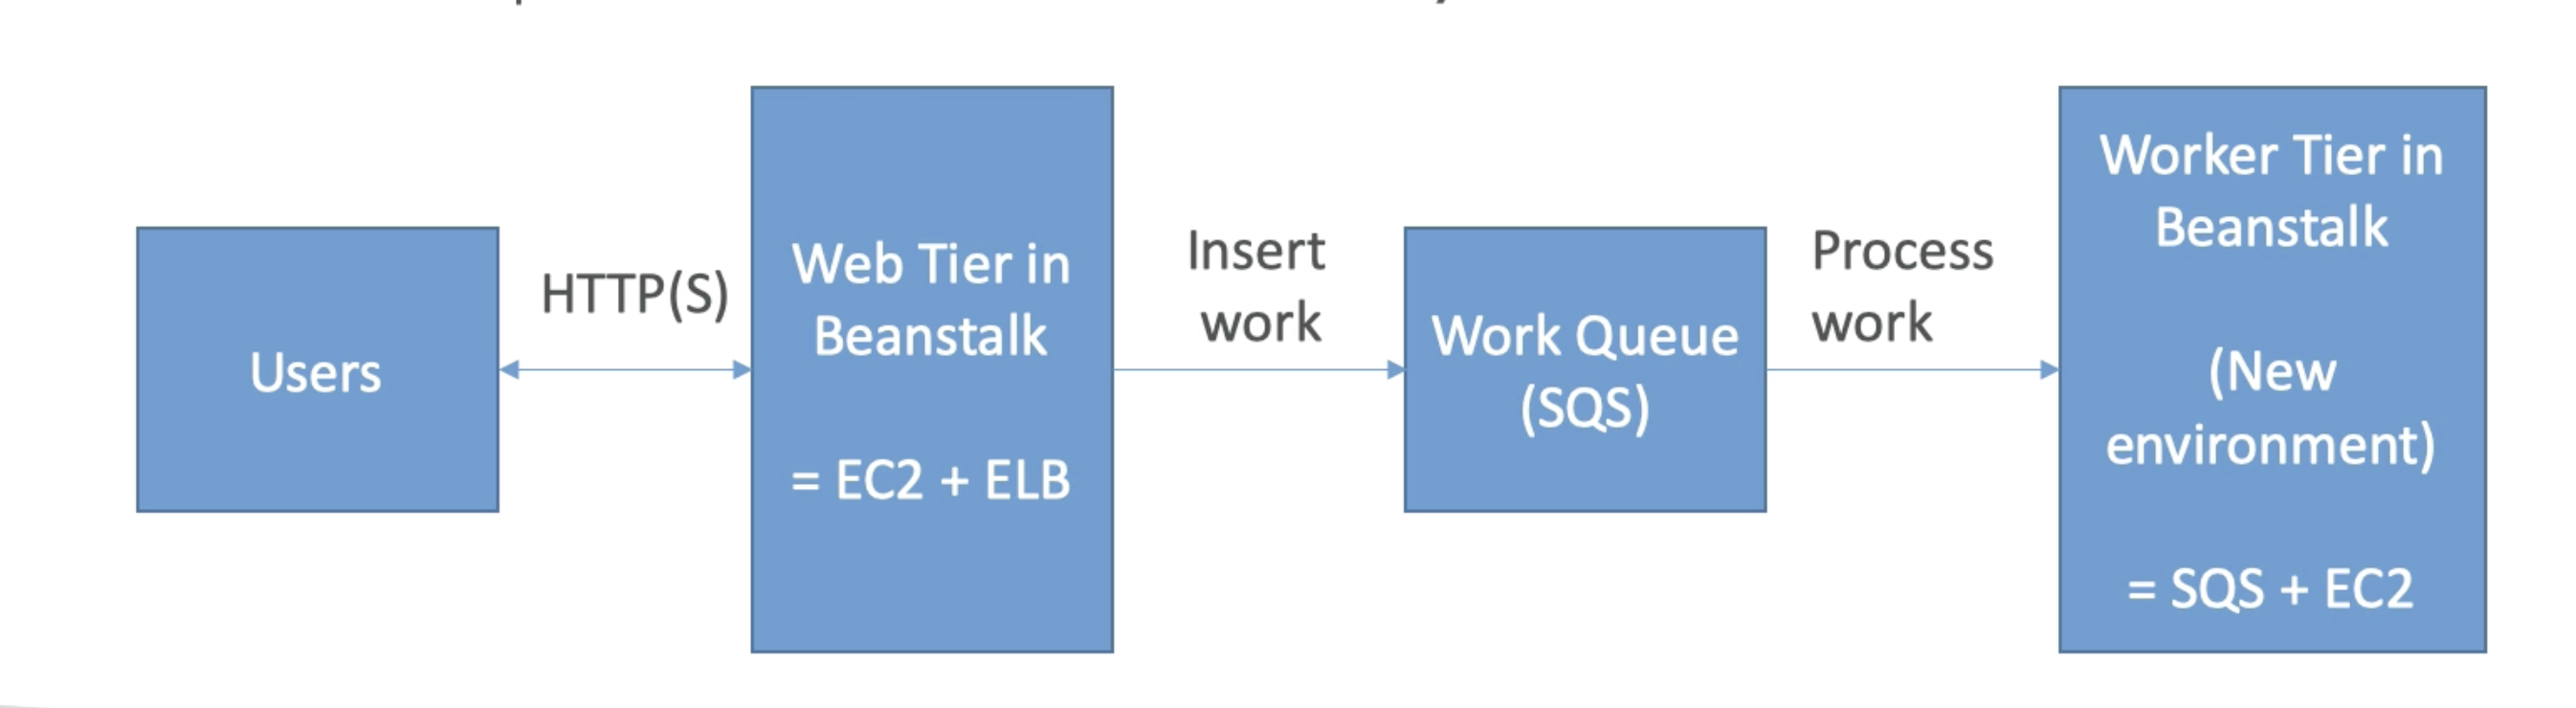 Users
HTTP(S)
Web Tier in
Beanstalk
= EC2 + ELB
Insert
work
Work Queue
(SQS)
Process
work
Worker Tier in
Beanstalk
(New
environment)
= SQS + EC2